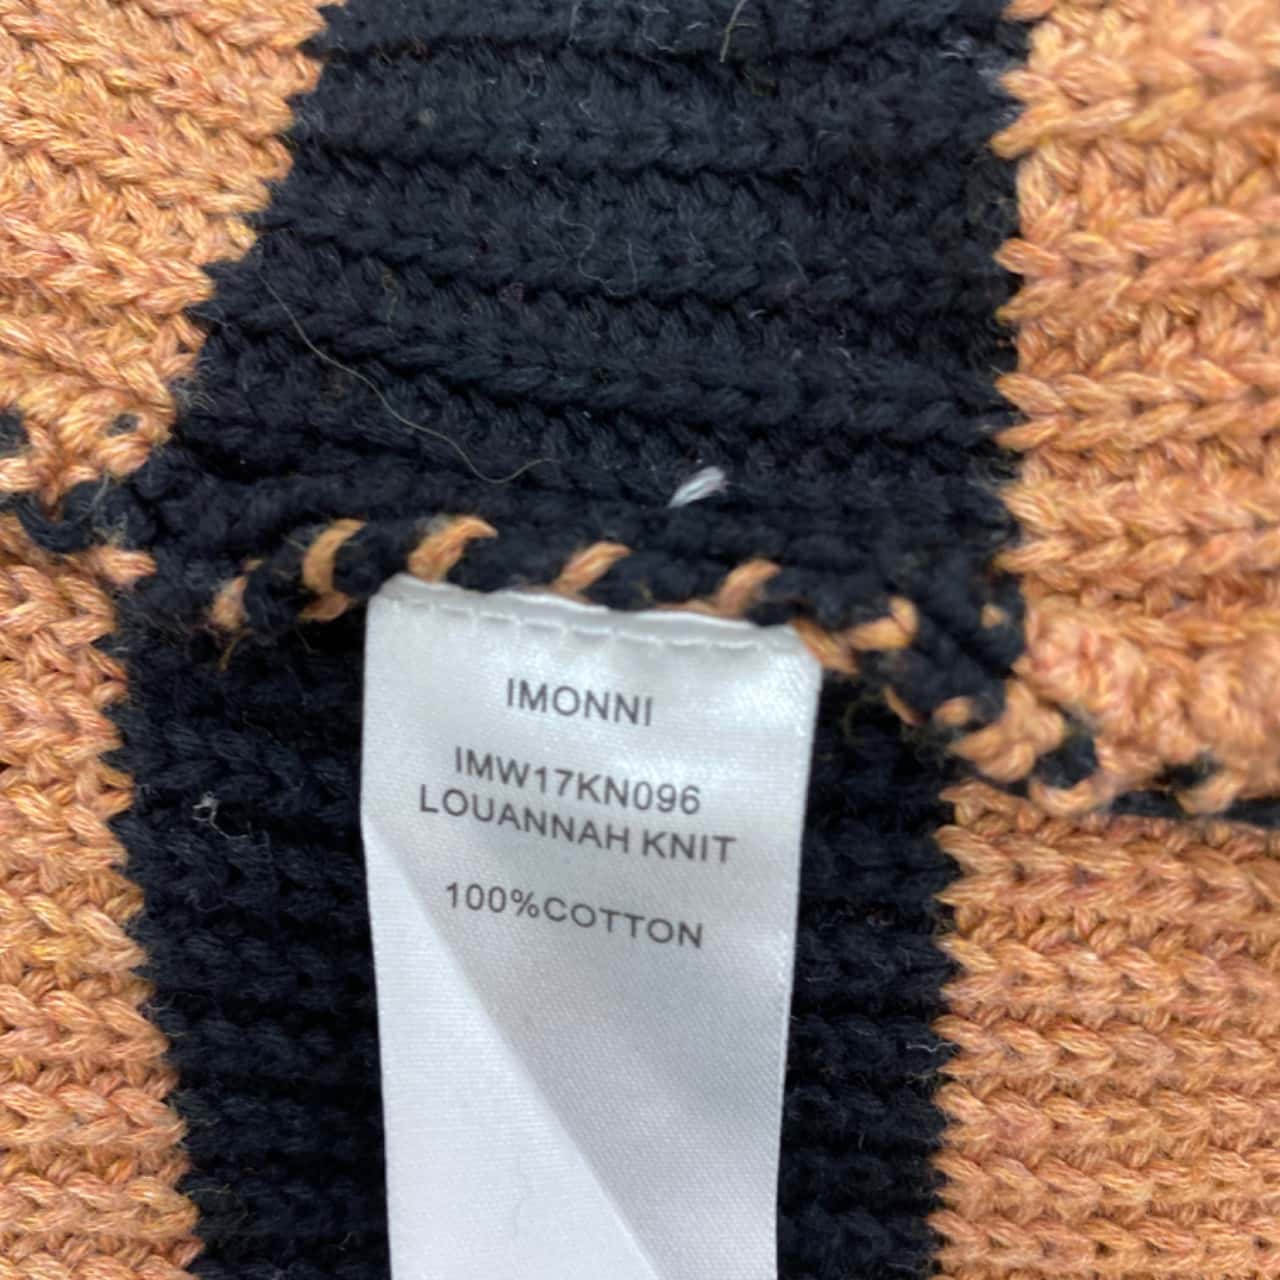 IMONNI
IMW17KN096
LOUANNAH KNIT
100%COTTON